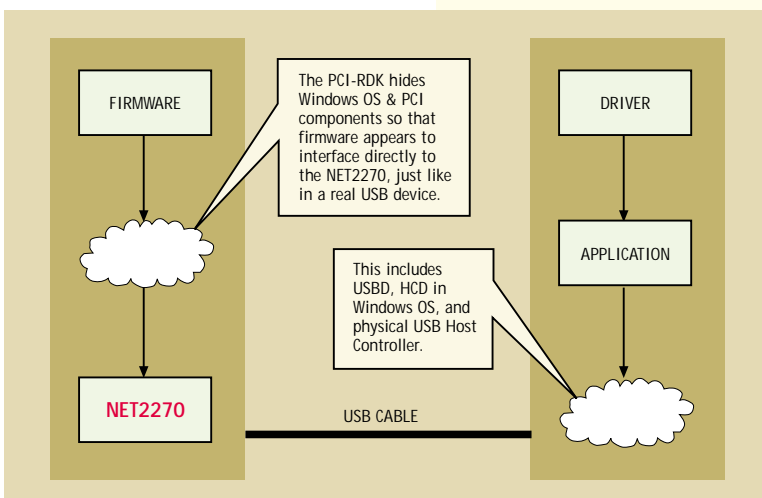 FIRMWARE
The PCI-RDK hides
Windows OS & PCI
components so that
firmware appears to
interface directly to
the NET2270, just like
in a real USB device.
DRIVER
APPLICATION
This includes
USBD, HCD in
Windows OS, and
physical USB Host
Controller.
NET2270
USB CABLE